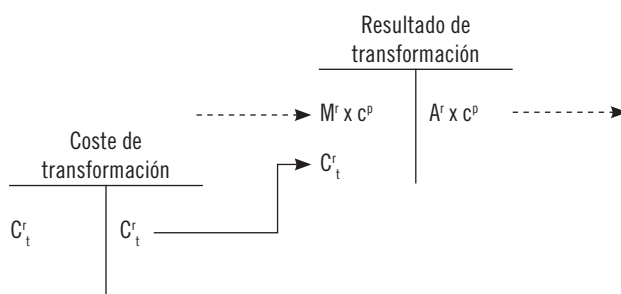 Resultado de
transformación
Mʳ x cᵖ
Aʳ x cᵖ
Coste de
transformación
Cʳₜ
Cʳₜ
Cʳₜ